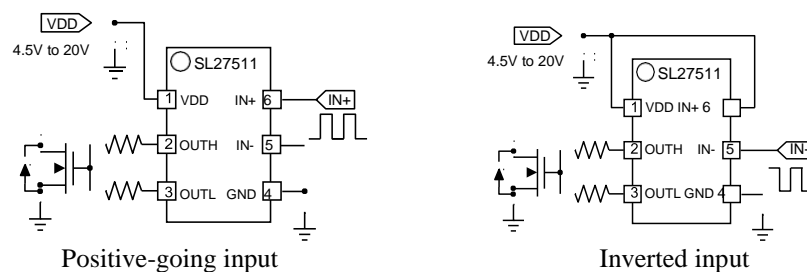 VDD
4.5V to 20V
SL27511
1 VDD IN+ 6 IN+
2 OUTH IN- 5
3 OUTL GND 4
Positive-going input
VDD
4.5V to 20V
SL27511
1 VDD IN+ 6
2 OUTH IN- 5 IN-
3 OUTL GND 4
Inverted input